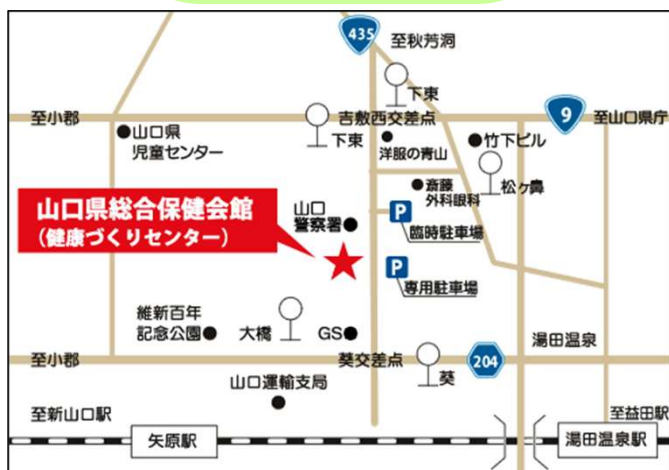 435
至秋芳洞
下東
至小郡
吉敷西交差点
9
至山口県庁
山口県
児童センター
下東
洋服の青山
竹下ビル
松ヶ鼻
斎藤
外科眼科
山口県総合保健会館
(健康づくりセンター)
山口
警察署
P
臨時駐車場
P
専用駐車場
維新百年
記念公園
大橋
GS
湯田温泉
至小郡
葵交差点
葵
204
山口運輸支局
至新山口駅
至益田駅
矢原駅
湯田温泉駅